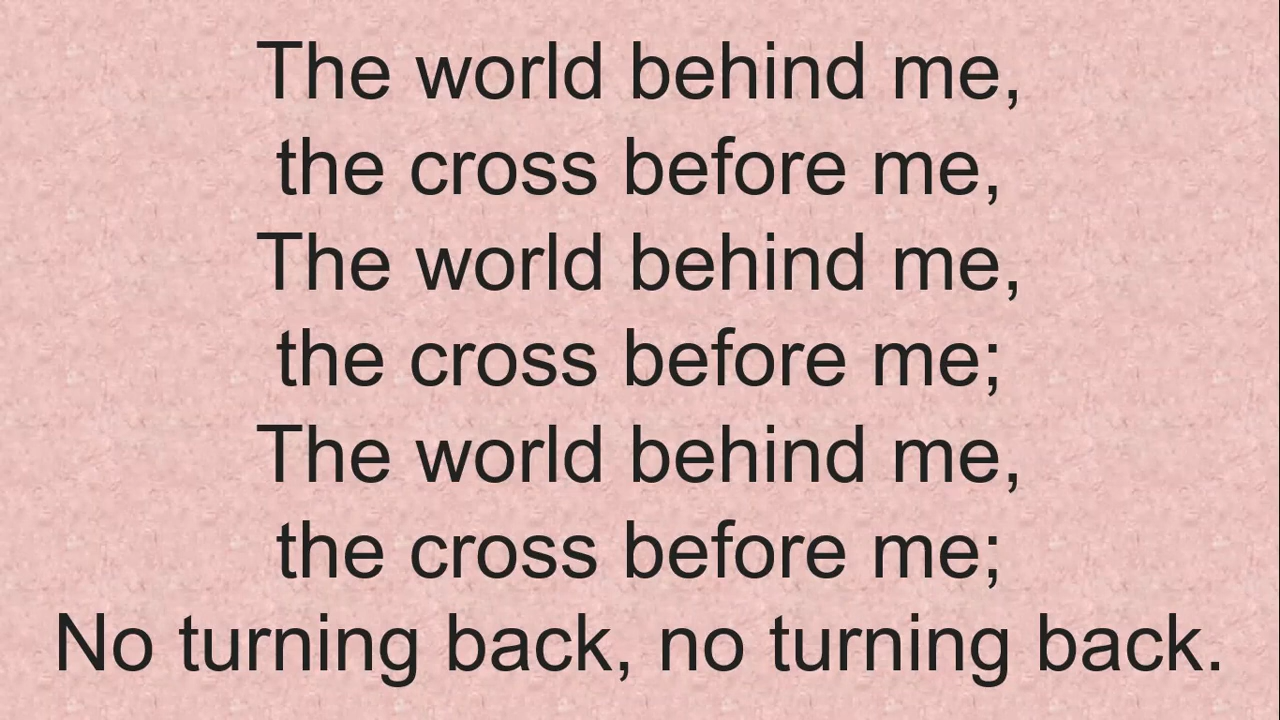 The world behind me,
the cross before me,
The world behind me,
the cross before me;
The world behind me,
the cross before me;
No turning back, no turning back.